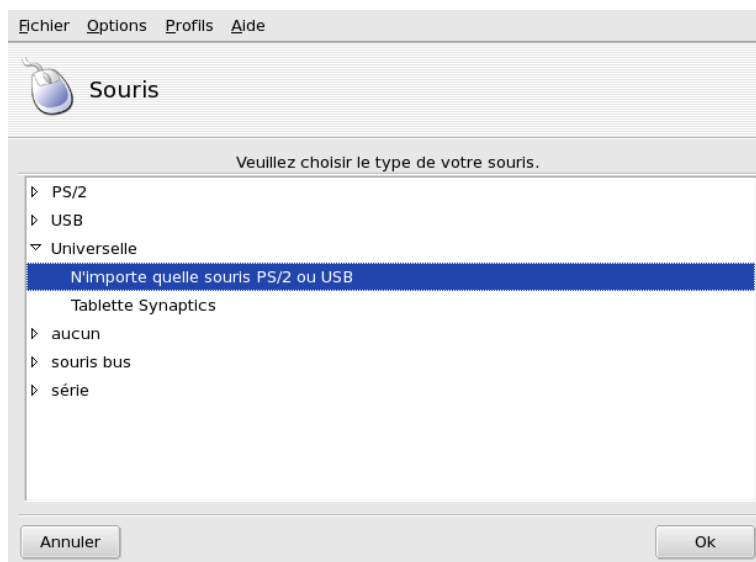 Fichier Options Profils Aide
Souris
Veuillez choisir le type de votre souris.
PS/2
USB
Universelle
N'importe quelle souris PS/2 ou USB
Tablette Synaptics
aucun
souris bus
série
Annuler Ok